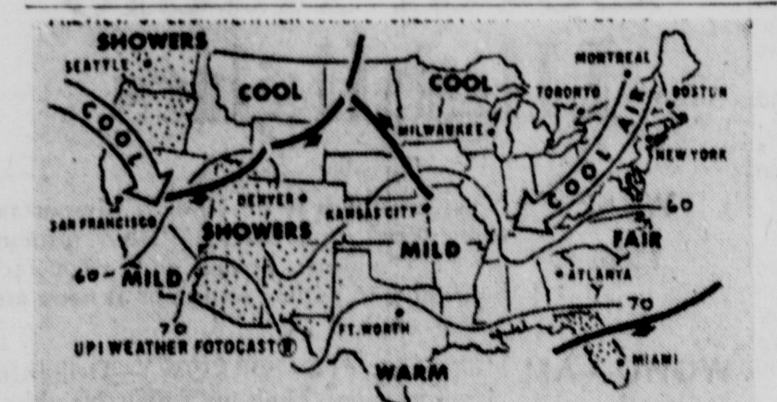 SHOWERS
SEATTLE
COOL
COOL
COOL
MONTREAL
TORONTO
BOSTON
MILWAUKEE
COOL AIR
NEW YORK
DENVER
KANSAS CITY
SAN FRANCISCO
SHOWERS
60
FAIR
MILD
60
MILD
ATLANTA
70
70
FT. WORTH
UPI WEATHER FOTOCAST
MIAMI
WARM